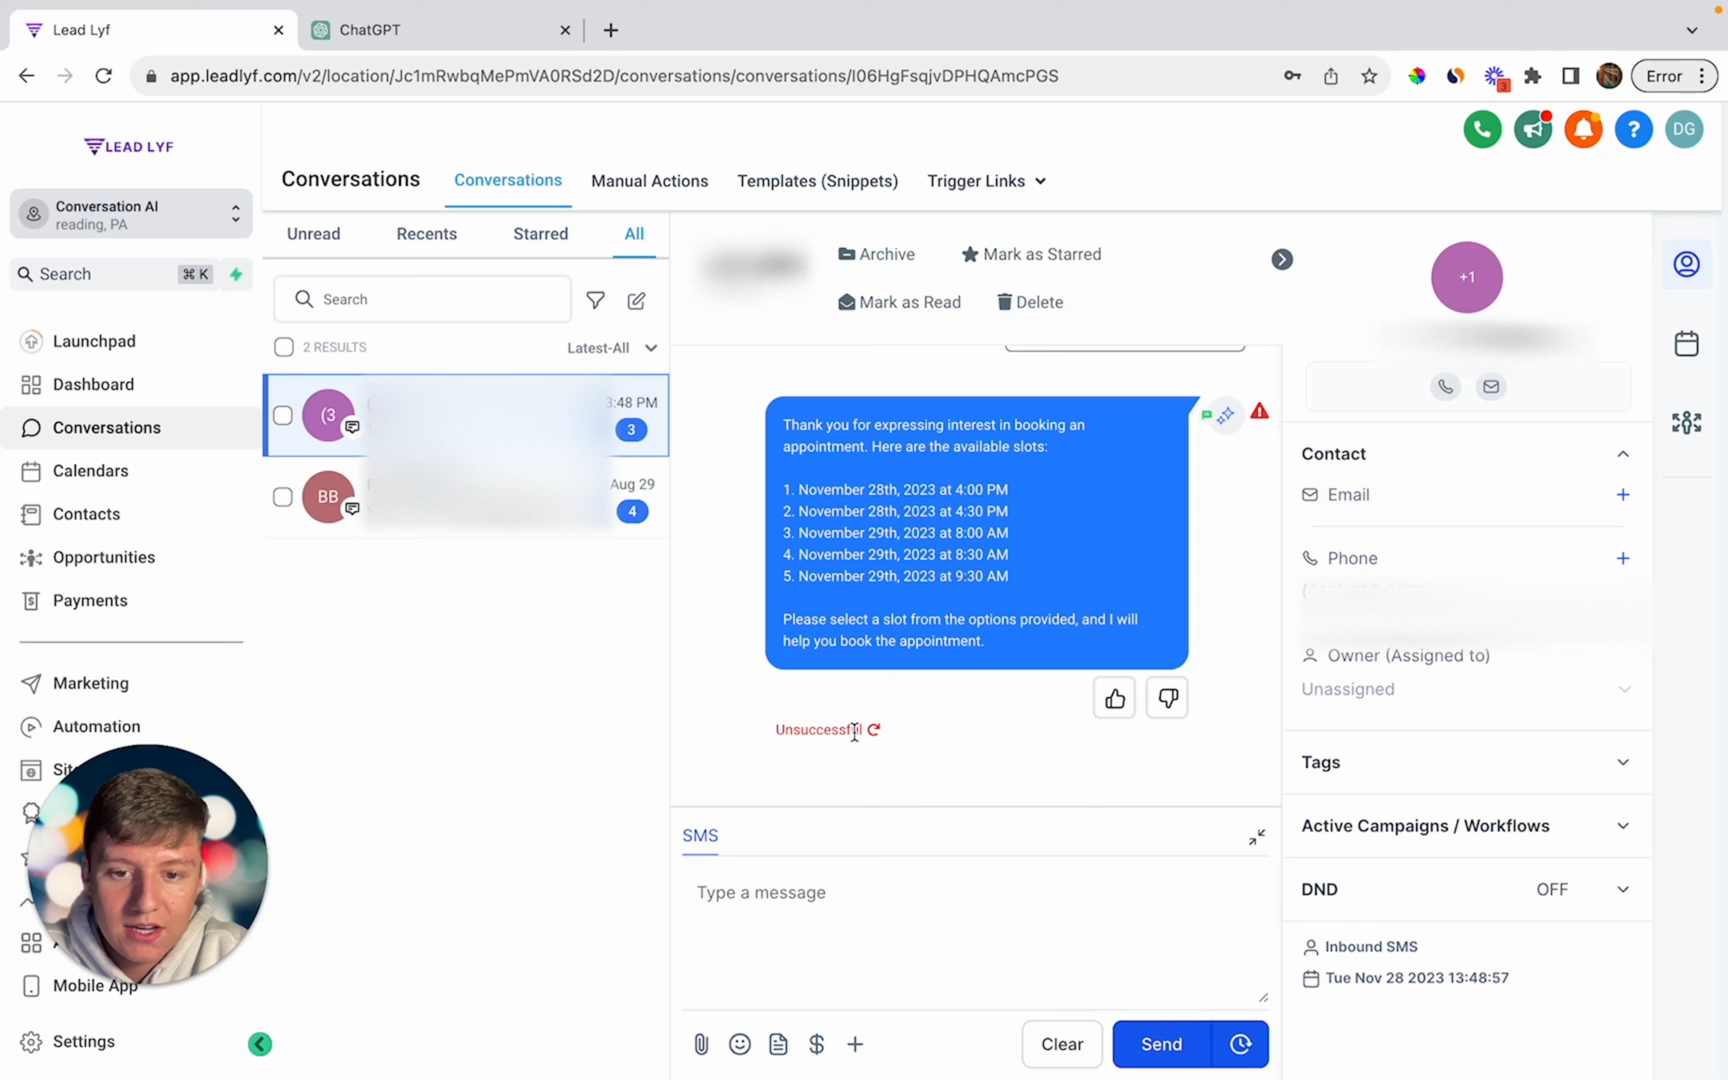 Lead Lyf
ChatGPT
app.leadlyf.com/v2/location/Jc1mRwbqMePmVA0RSd2D/conversations/conversations/I06HgFsqjvDPHQAmcPGS
3
Error
LEAD LYF
DG
Conversation AI
reading, PA
Search
⌘ K
Launchpad
Dashboard
Conversations
Calendars
Contacts
Opportunities
Payments
Marketing
Automation
Mobile App
Settings
Conversations
Conversations
Manual Actions
Templates (Snippets)
Trigger Links
Unread
Recents
Starred
All
Search
2 RESULTS
Latest-All
(3
3:48 PM
3
BB
Aug 29
4
Archive
Mark as Starred
Mark as Read
Delete
Thank you for expressing interest in booking an
appointment. Here are the available slots:
1. November 28th, 2023 at 4:00 PM
2. November 28th, 2023 at 4:30 PM
3. November 29th, 2023 at 8:00 AM
4. November 29th, 2023 at 8:30 AM
5. November 29th, 2023 at 9:30 AM
Please select a slot from the options provided, and I will
help you book the appointment.
Unsuccessful
SMS
Type a message
Clear
Send
+1
Contact
Email
Phone
Owner (Assigned to)
Unassigned
Tags
Active Campaigns / Workflows
DND
OFF
Inbound SMS
Tue Nov 28 2023 13:48:57